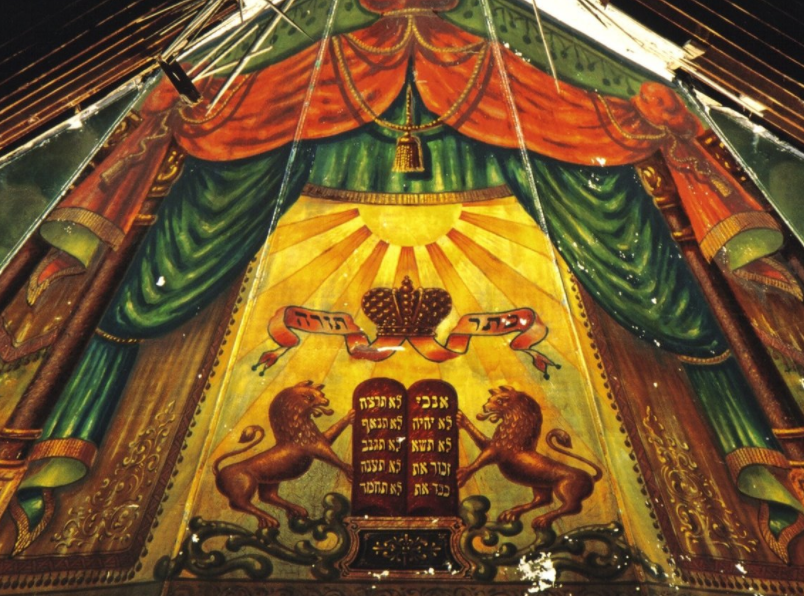 כתר תורה
אנכי
לא יהיה
לא תשא
זכור את
כבד את
לא תרצח
לא תנאף
לא תגנב
לא תענה
לא תחמד